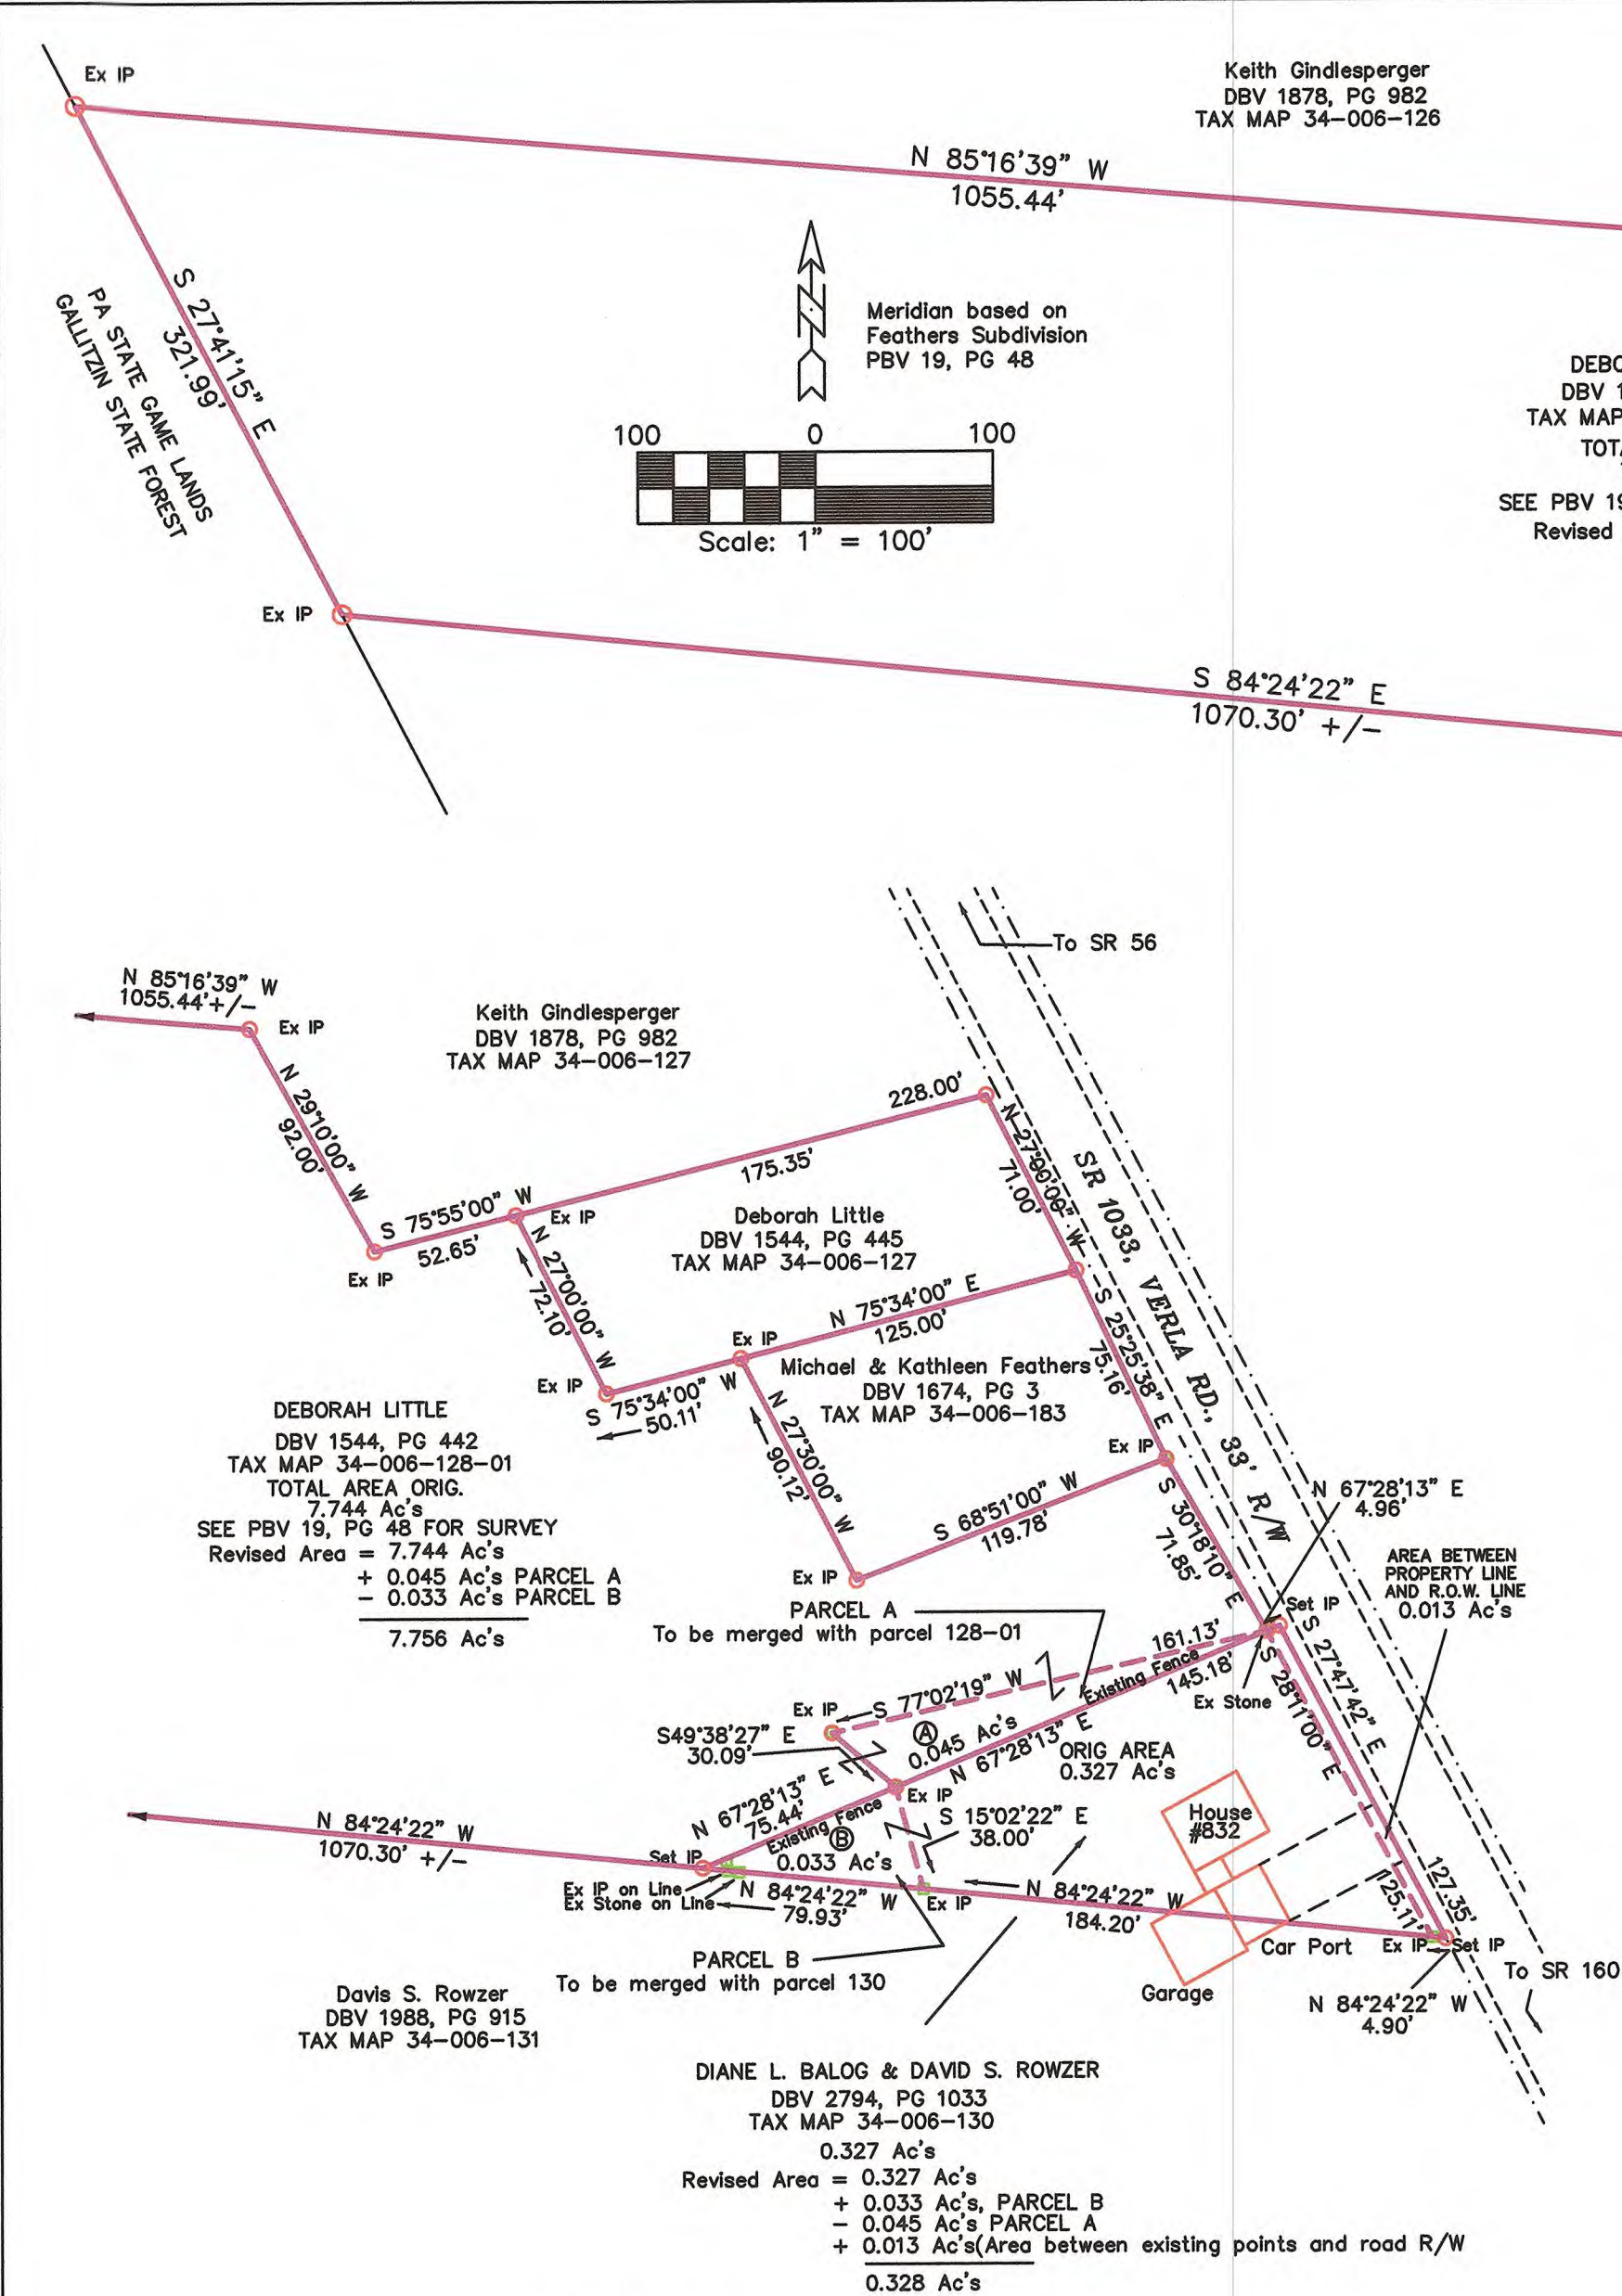 Ex IP
Keith Gindlesperger
DBV 1878, PG 982
TAX MAP 34-006-126
N 85°16'39" W
1055.44'
S 27°41'15" E
321.99'
PA STATE GAME LANDS
GALLITZIN STATE FOREST
N
Meridian based on
Feathers Subdivision
PBV 19, PG 48
100 0 100
Scale: 1" = 100'
DEBO
DBV 1
TAX MAP
TOTA
SEE PBV 19
Revised
Ex IP
S 84°24'22" E
1070.30' +/-
To SR 56
N 85°16'39" W
1055.44'+/-
Ex IP
Keith Gindlesperger
DBV 1878, PG 982
TAX MAP 34-006-127
N 29°10'00" W
92.00'
228.00'
175.35'
N 27°00'00" W
71.00'
SR 1033, VERLA RD., 33' R/W
S 75°55'00" W
52.65'
Ex IP
Ex IP
Deborah Little
DBV 1544, PG 445
TAX MAP 34-006-127
N 27°00'00" W
72.10'
N 75°34'00" E
125.00'
S 25°25'38" E
75.16'
Ex IP
Ex IP
S 75°34'00" W
50.11'
Michael & Kathleen Feathers
DBV 1674, PG 3
TAX MAP 34-006-183
N 27°30'00" W
90.12'
Ex IP
S 68°51'00" W
119.78'
Ex IP
S 30°18'10" E
71.85'
DEBORAH LITTLE
DBV 1544, PG 442
TAX MAP 34-006-128-01
TOTAL AREA ORIG.
7.744 Ac's
SEE PBV 19, PG 48 FOR SURVEY
Revised Area = 7.744 Ac's
+ 0.045 Ac's PARCEL A
- 0.033 Ac's PARCEL B
7.756 Ac's
N 67°28'13" E
4.96'
AREA BETWEEN
PROPERTY LINE
AND R.O.W. LINE
0.013 Ac's
PARCEL A
To be merged with parcel 128-01
Set IP
161.13'
S 77°02'19" W
Existing Fence
145.18'
Ex Stone
S 27°47'42" E
S 28°11'00" E
Ex IP
S49°38'27" E
30.09'
A
0.045 Ac's
N 67°28'13" E
ORIG AREA
0.327 Ac's
Ex IP
N 67°28'13" E
75.44'
Existing Fence
B
0.033 Ac's
S 15°02'22" E
38.00'
House
#832
N 84°24'22" W
1070.30' +/-
Set IP
Ex IP on Line
Ex Stone on Line
N 84°24'22" W
79.93'
Ex IP
N 84°24'22" W
184.20'
125.11'
127.35'
Car Port
Ex IP
Set IP
Garage
To SR 160
N 84°24'22" W
4.90'
PARCEL B
To be merged with parcel 130
Davis S. Rowzer
DBV 1988, PG 915
TAX MAP 34-006-131
DIANE L. BALOG & DAVID S. ROWZER
DBV 2794, PG 1033
TAX MAP 34-006-130
0.327 Ac's
Revised Area = 0.327 Ac's
+ 0.033 Ac's, PARCEL B
- 0.045 Ac's PARCEL A
+ 0.013 Ac's(Area between existing points and road R/W
0.328 Ac's